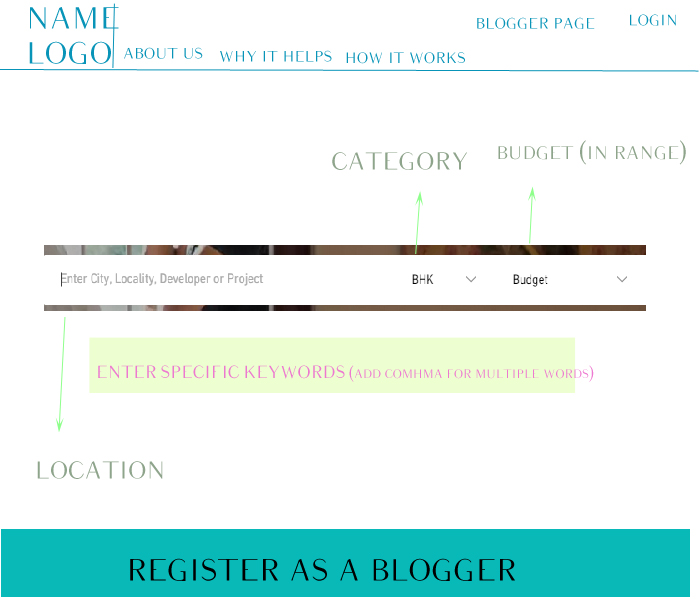 NAME
LOGO
ABOUT US
WHY IT HELPS
HOW IT WORKS
BLOGGER PAGE
LOGIN
CATEGORY
BUDGET (IN RANGE)
Enter City, Locality, Developer or Project
BHK
Budget
ENTER SPECIFIC KEYWORDS (ADD COMHMA FOR MULTIPLE WORDS)
LOCATION
REGISTER AS A BLOGGER